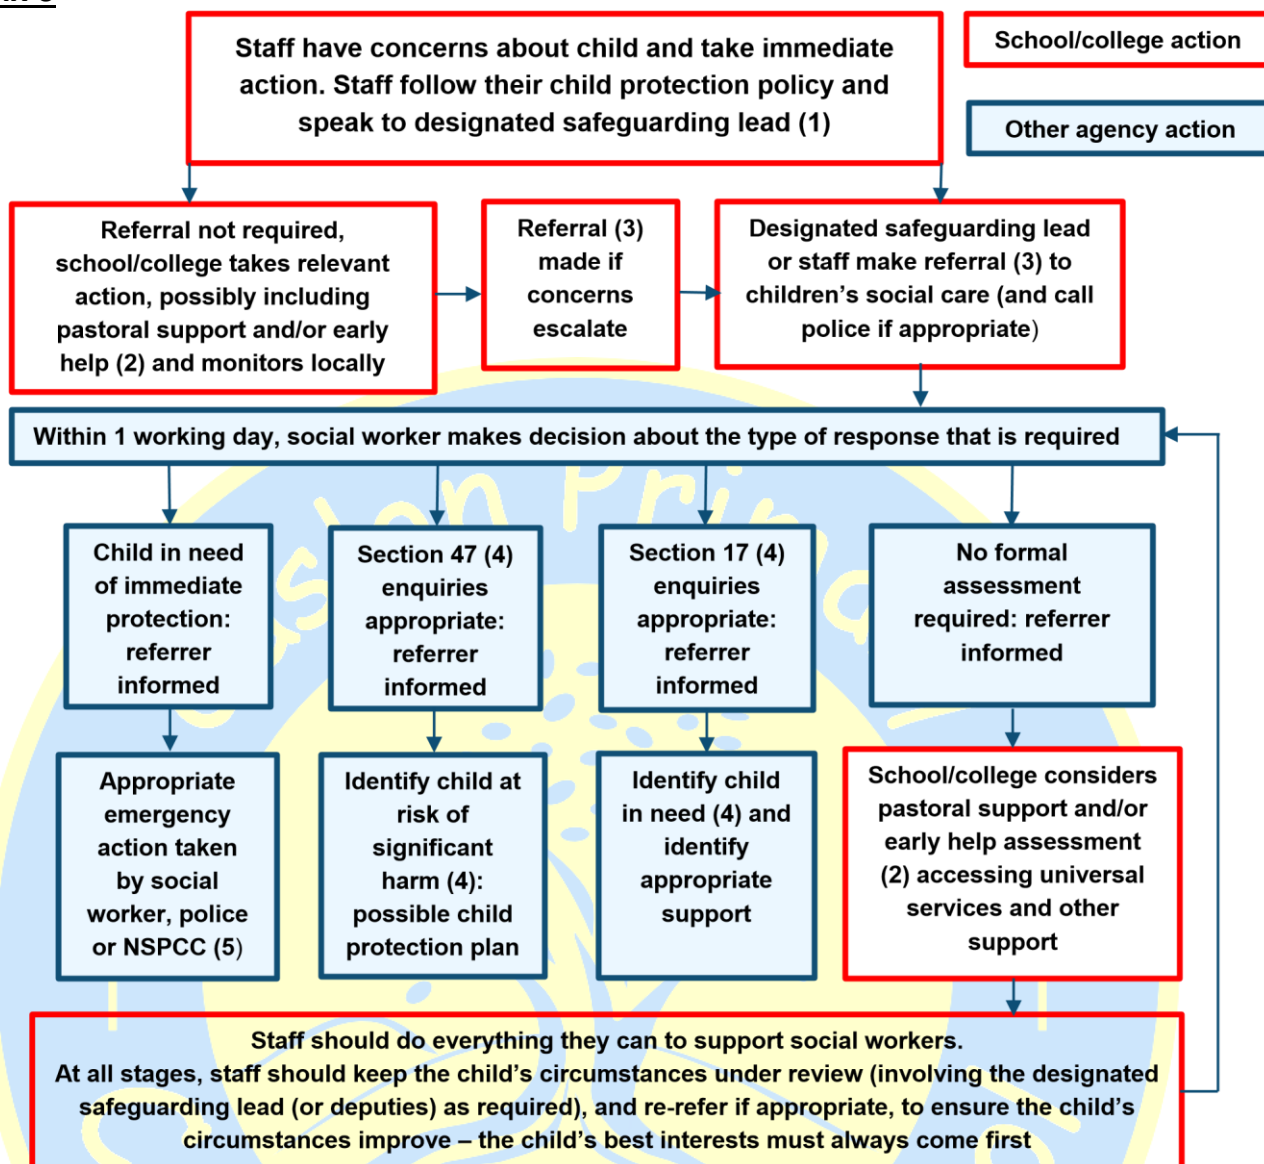 Staff have concerns about child and take immediate
action. Staff follow their child protection policy and
speak to designated safeguarding lead (1)
School/college action
Other agency action
Referral not required,
school/college takes relevant
action, possibly including
pastoral support and/or early
help (2) and monitors locally
Referral (3)
made if
concerns
escalate
Designated safeguarding lead
or staff make referral (3) to
children’s social care (and call
police if appropriate)
Within 1 working day, social worker makes decision about the type of response that is required
Child in need
of immediate
protection:
referrer
informed
Section 47 (4)
enquiries
appropriate:
referrer
informed
Section 17 (4)
enquiries
appropriate:
referrer
informed
No formal
assessment
required: referrer
informed
Appropriate
emergency
action taken
by social
worker, police
or NSPCC (5)
Identify child at
risk of
significant
harm (4):
possible child
protection plan
Identify child
in need (4) and
identify
appropriate
support
School/college considers
pastoral support and/or
early help assessment
(2) accessing universal
services and other
support
Staff should do everything they can to support social workers.
At all stages, staff should keep the child’s circumstances under review (involving the designated
safeguarding lead (or deputies) as required), and re-refer if appropriate, to ensure the child’s
circumstances improve – the child’s best interests must always come first